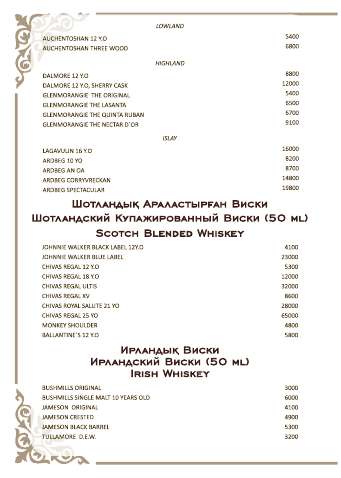 LOWLAND
AUCHENTOSHAN 12 Y.O 5400
AUCHENTOSHAN THREE WOOD 6800
HIGHLAND
DALMORE 12 Y.O 8800
DALMORE 12 Y.O, SHERRY CASK 12000
GLENMORANGIE THE ORIGINAL 5400
GLENMORANGIE THE LASANTA 6500
GLENMORANGIE THE QUINTA RUBAN 6700
GLENMORANGIE THE NECTAR D`OR 9100
ISLAY
LAGAVULIN 16 Y.O 16000
ARDBEG 10 YO 8200
ARDBEG AN OA 8700
ARDBEG CORRYVRECKAN 14800
ARDBEG SPECTACULAR 19800
Шотландық Араластырған Виски
Шотландский Купажированный Виски (50 ml)
Scotch Blended Whiskey
JOHNNIE WALKER BLACK LABEL 12Y.O 4100
JOHNNIE WALKER BLUE LABEL 23000
CHIVAS REGAL 12 Y.O 5300
CHIVAS REGAL 18 Y.O 12000
CHIVAS REGAL ULTIS 32000
CHIVAS REGAL XV 8600
CHIVAS ROYAL SALUTE 21 YO 28000
CHIVAS REGAL 25 YO 65000
MONKEY SHOULDER 4800
BALLANTINE`S 12 Y.O 5800
Ирландық Виски
Ирландский Виски (50 ml)
Irish Whiskey
BUSHMILLS ORIGINAL 3000
BUSHMILLS SINGLE MALT 10 YEARS OLD 6000
JAMESON ORIGINAL 4100
JAMESON CRESTED 4900
JAMESON BLACK BARREL 5300
TULLAMORE D.E.W. 3200